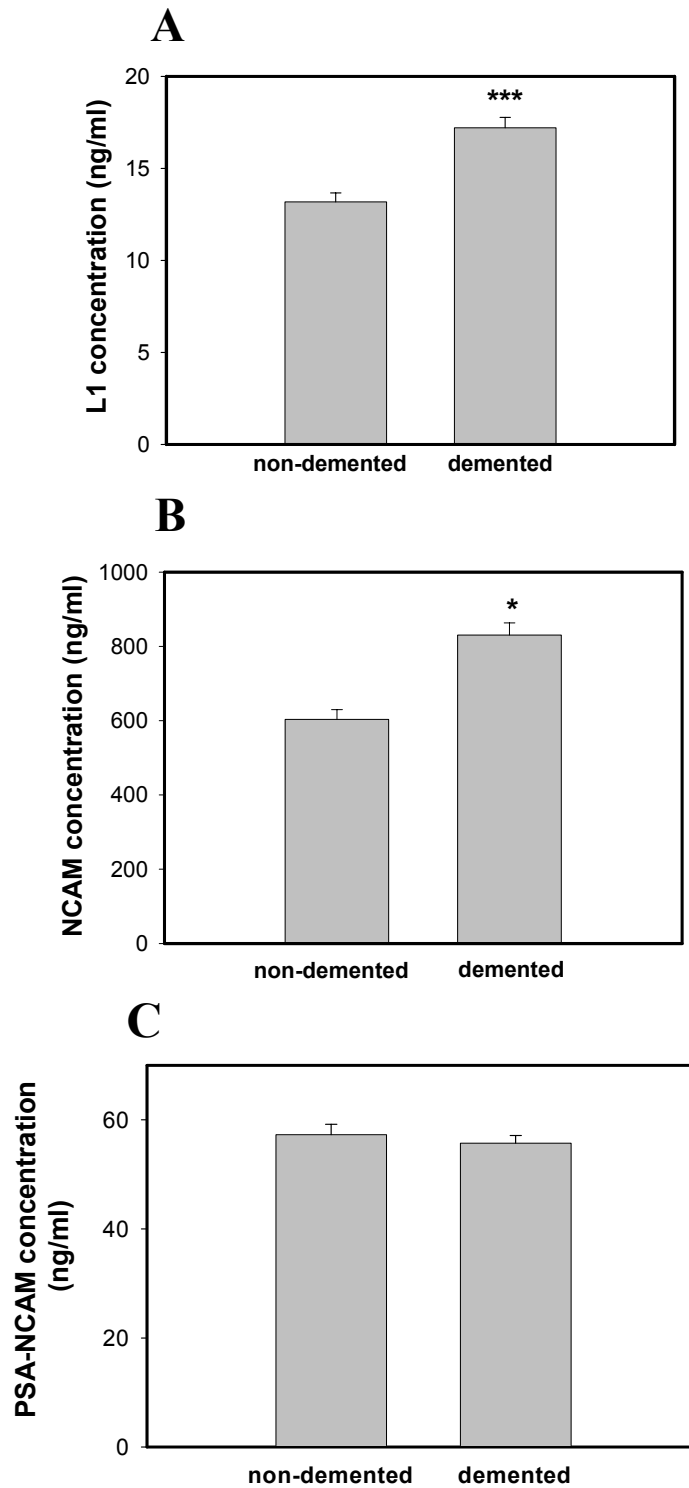 A
L1 concentration (ng/ml)
20
15
10
5
0
***
non-demented demented
B
NCAM concentration (ng/ml)
1000
800
600
400
200
0
*
non-demented demented
C
PSA-NCAM concentration
(ng/ml)
60
40
20
0
non-demented demented